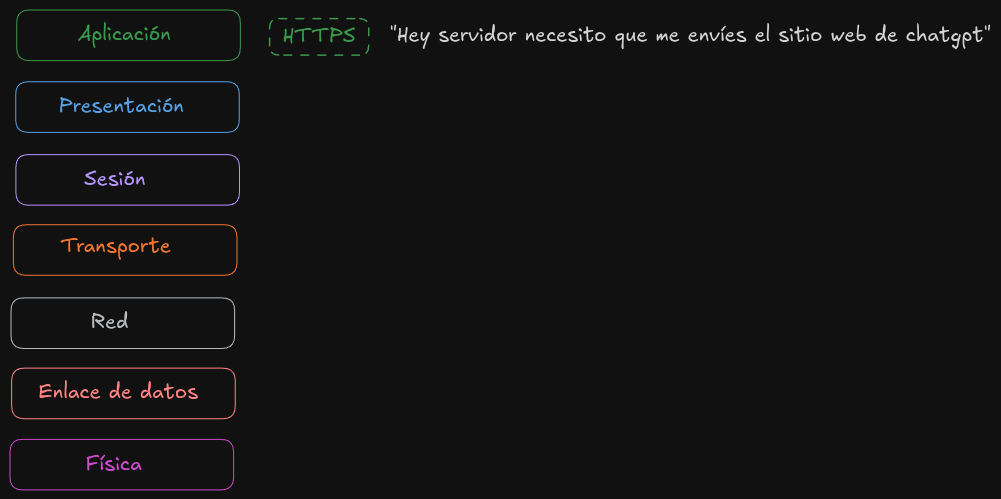 Aplicación
HTTPS
"Hey servidor necesito que me envíes el sitio web de chatgpt"
Presentación
Sesión
Transporte
Red
Enlace de datos
Física